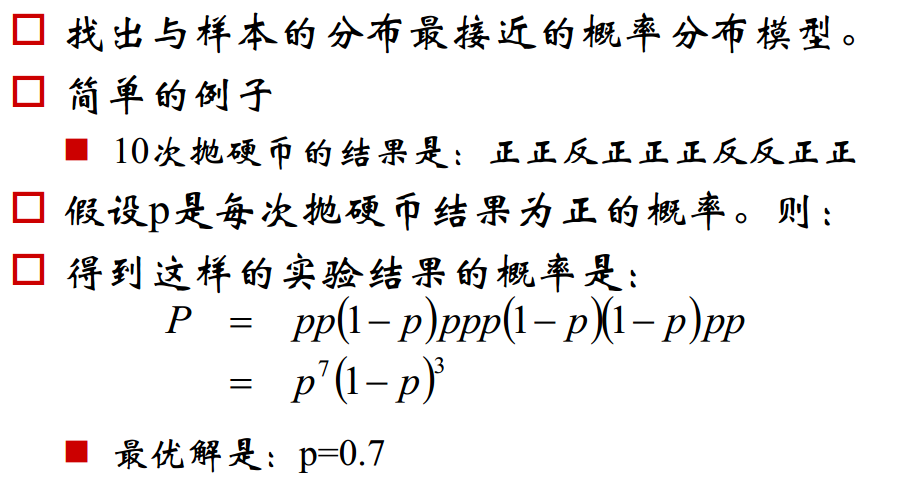 找出与样本的分布最接近的概率分布模型。
简单的例子
10次抛硬币的结果是：正正反正正正反反正正
假设p是每次抛硬币结果为正的概率。则：
得到这样的实验结果的概率是：
P = pp(1− p)ppp(1− p)(1− p)pp
= p⁷(1− p)³
最优解是：p=0.7